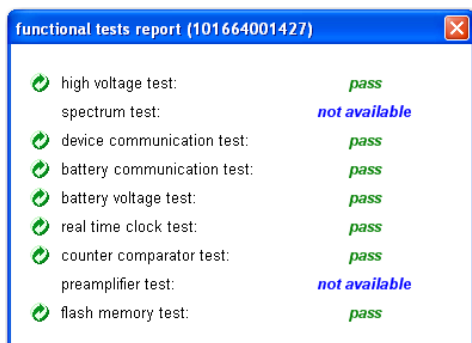 functional tests report (101664001427)
high voltage test: pass
spectrum test: not available
device communication test: pass
battery communication test: pass
battery voltage test: pass
real time clock test: pass
counter comparator test: pass
preamplifier test: not available
flash memory test: pass